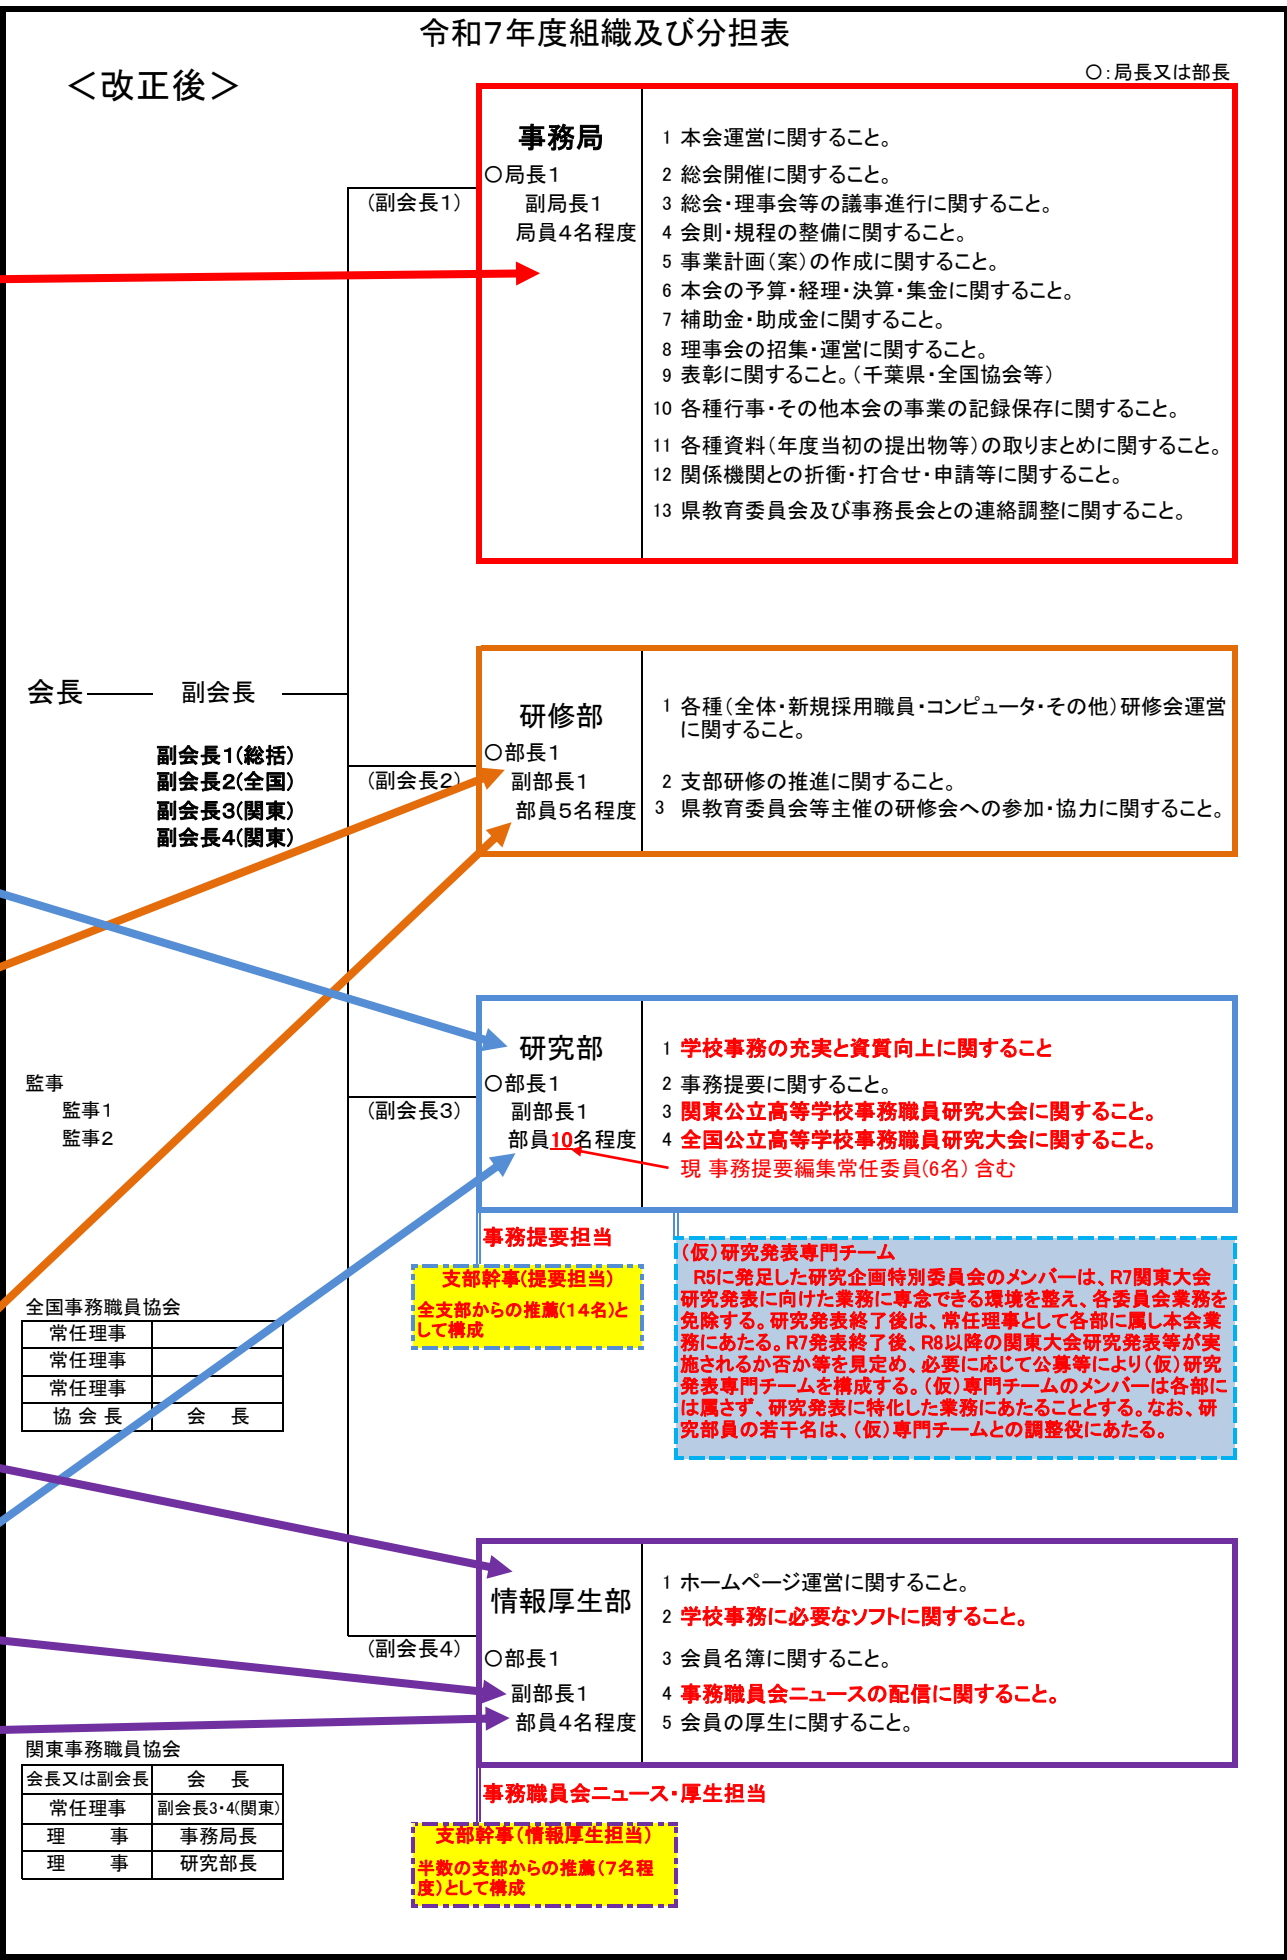 令和7年度組織及び分担表
＜改正後＞
○：局長又は部長
事務局
○局長1
副局長1
局員4名程度
(副会長1)
1 本会運営に関すること。
2 総会開催に関すること。
3 総会・理事会等の議事進行に関すること。
4 会則・規程の整備に関すること。
5 事業計画(案)の作成に関すること。
6 本会の予算・経理・決算・集金に関すること。
7 補助金・助成金に関すること。
8 理事会の招集・運営に関すること。
9 表彰に関すること。(千葉県・全国協会等)
10 各種行事・その他本会の事業の記録保存に関すること。
11 各種資料(年度当初の提出物等)の取りまとめに関すること。
12 関係機関との折衝・打合せ・申請等に関すること。
13 県教育委員会及び事務長会との連絡調整に関すること。
会長
副会長
副会長1(総括)
副会長2(全国)
副会長3(関東)
副会長4(関東)
研修部
○部長1
副部長1
部員5名程度
(副会長2)
1 各種(全体・新規採用職員・コンピュータ・その他)研修会運営
に関すること。
2 支部研修の推進に関すること。
3 県教育委員会等主催の研修会への参加・協力に関すること。
監事
監事1
監事2
研究部
○部長1
副部長1
部員10名程度
(副会長3)
1 学校事務の充実と資質向上に関すること
2 事務提要に関すること。
3 関東公立高等学校事務職員研究大会に関すること。
4 全国公立高等学校事務職員研究大会に関すること。
現 事務提要編集常任委員(6名) 含む
事務提要担当
支部幹事(提要担当)
全支部からの推薦(14名)と
して構成
(仮)研究発表専門チーム
R5に発足した研究企画特別委員会のメンバーは、R7関東大会
研究発表に向けた業務に専念できる環境を整え、各委員会業務を
免除する。研究発表終了後は、常任理事として各部に属し本会業
務にあたる。R7発表終了後、R8以降の関東大会研究発表等が実
施されるか否か等を見定め、必要に応じて公募等により(仮)研究
発表専門チームを構成する。(仮)専門チームのメンバーは各部に
は属さず、研究発表に特化した業務にあたることとする。なお、研
究部員の若干名は、(仮)専門チームとの調整役にあたる。
全国事務職員協会
常任理事
常任理事
常任理事
協会長 会 長
情報厚生部
○部長1
副部長1
部員4名程度
(副会長4)
1 ホームページ運営に関すること。
2 学校事務に必要なソフトに関すること。
3 会員名簿に関すること。
4 事務職員会ニュースの配信に関すること。
5 会員の厚生に関すること。
事務職員会ニュース・厚生担当
支部幹事(情報厚生担当)
半数の支部からの推薦(7名程
度)として構成
関東事務職員協会
会長又は副会長 会 長
常任理事 副会長3・4(関東)
理 事 事務局長
理 事 研究部長